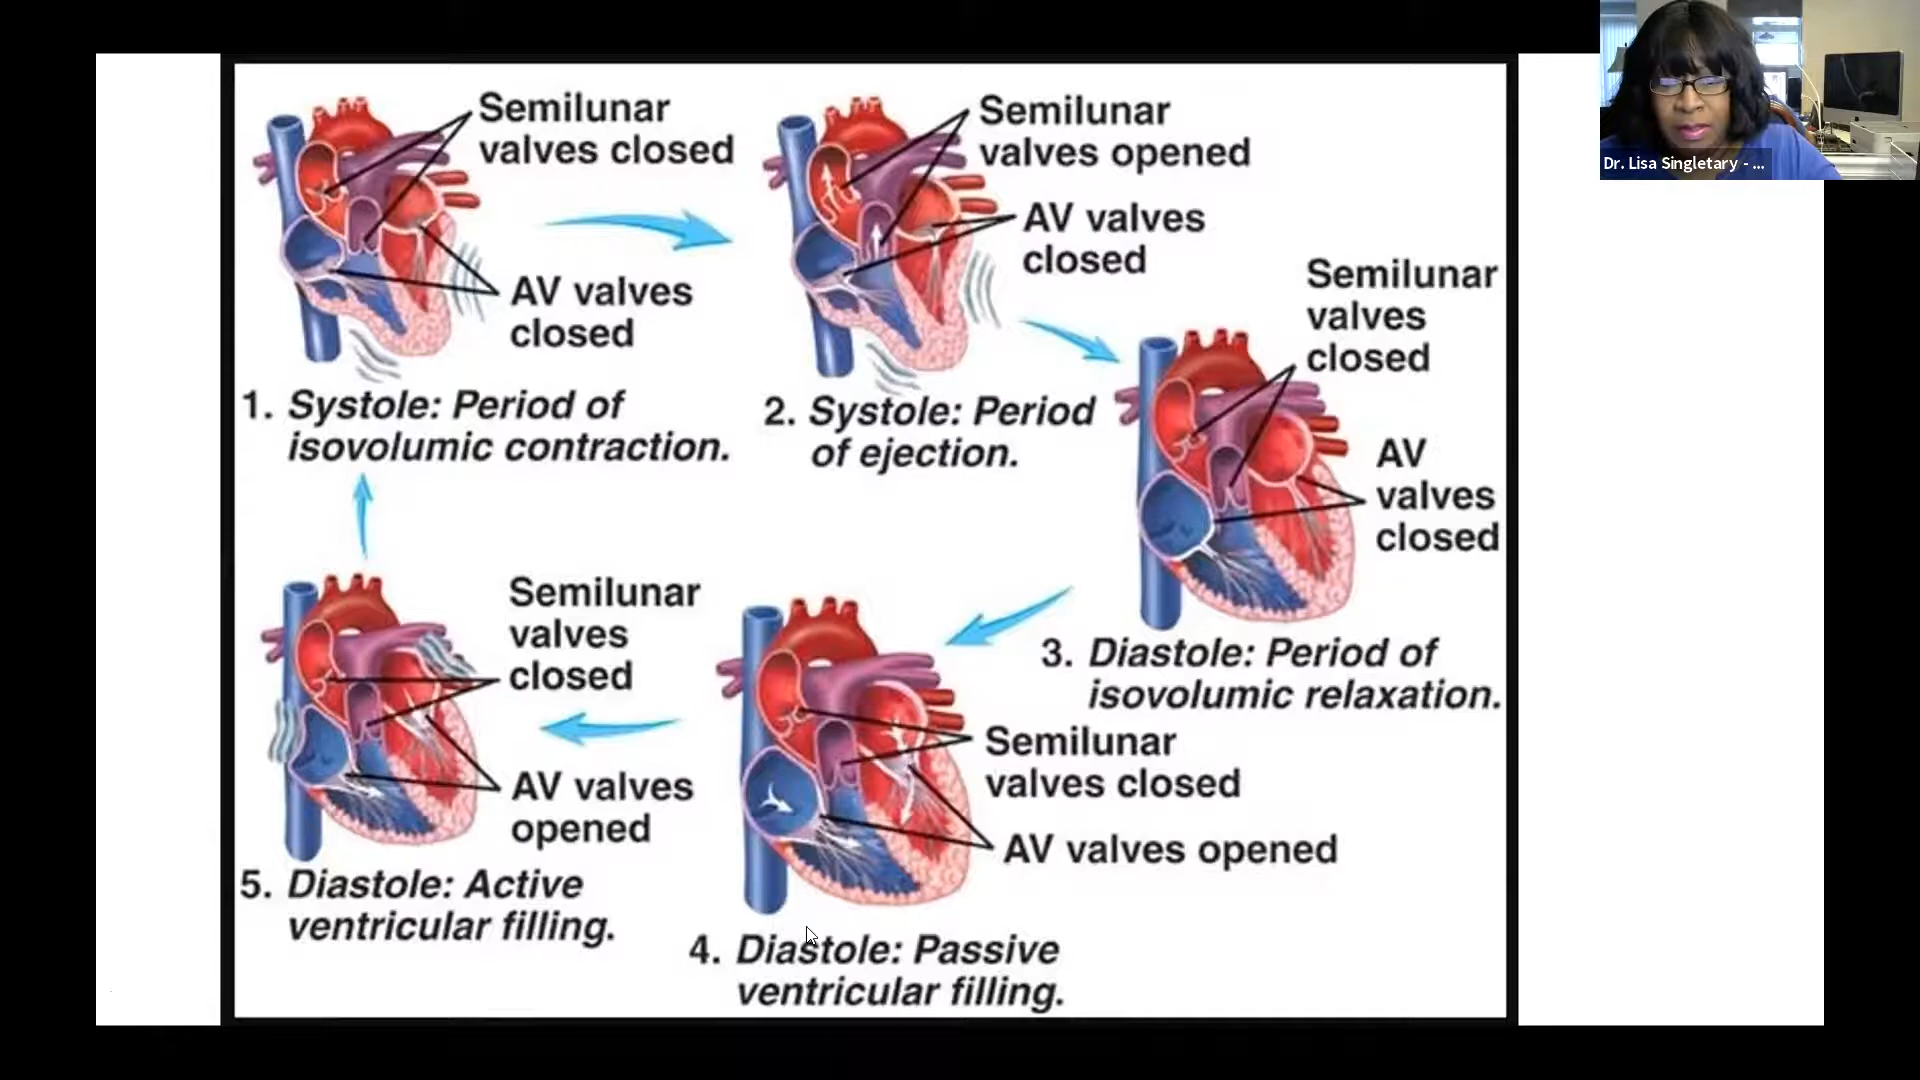 Semilunar
valves closed
AV valves
closed
1. Systole: Period of
isovolumic contraction.
Semilunar
valves opened
AV valves
closed
2. Systole: Period
of ejection.
Semilunar
valves
closed
AV
valves
closed
3. Diastole: Period of
isovolumic relaxation.
Semilunar
valves closed
AV valves opened
4. Diastole: Passive
ventricular filling.
Semilunar
valves
closed
AV valves
opened
5. Diastole: Active
ventricular filling.
Dr. Lisa Singletary - ...